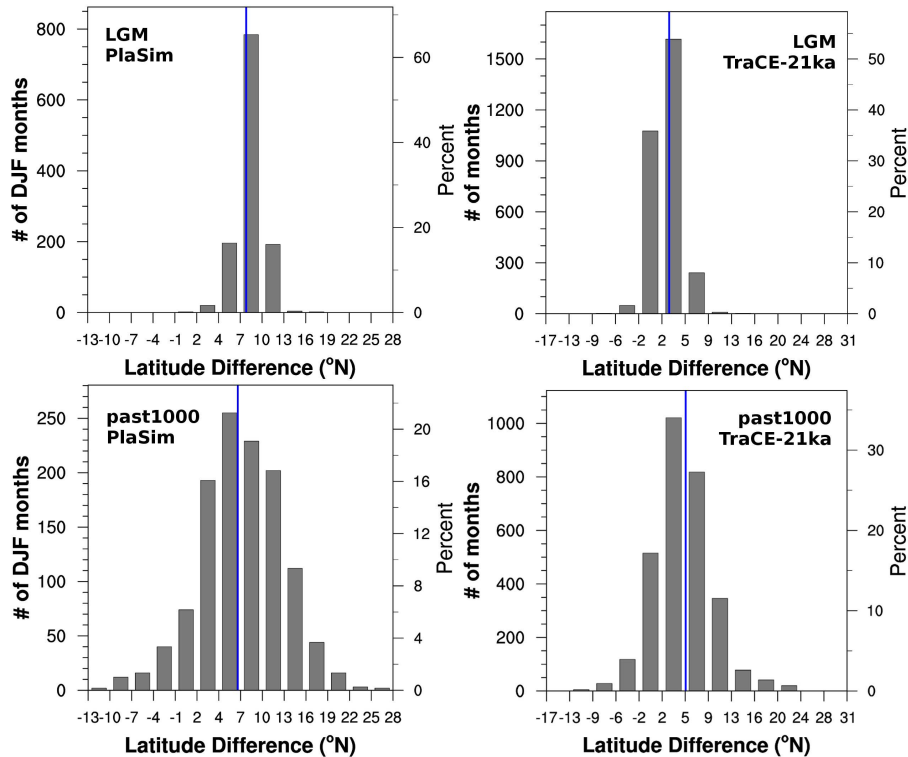 LGM
PlaSim
# of DJF months
800
600
400
200
0
60
40
20
0
Percent
-13 -10 -7 -4 -1 2 4 7 10 13 16 19 22 25 28
Latitude Difference (°N)
LGM
TraCE-21ka
# of months
1500
1200
900
600
300
0
50
40
30
20
10
0
Percent
-17 -13 -9 -6 -2 2 5 9 13 16 20 24 27 31
Latitude Difference (°N)
past1000
PlaSim
# of DJF months
250
200
150
100
50
0
20
16
12
8
4
0
Percent
-13 -10 -7 -4 -1 2 4 7 10 13 16 19 22 25 28
Latitude Difference (°N)
past1000
TraCE-21ka
# of months
1000
800
600
400
200
0
30
20
10
0
Percent
-17 -13 -9 -6 -2 2 5 9 13 16 20 24 27 31
Latitude Difference (°N)